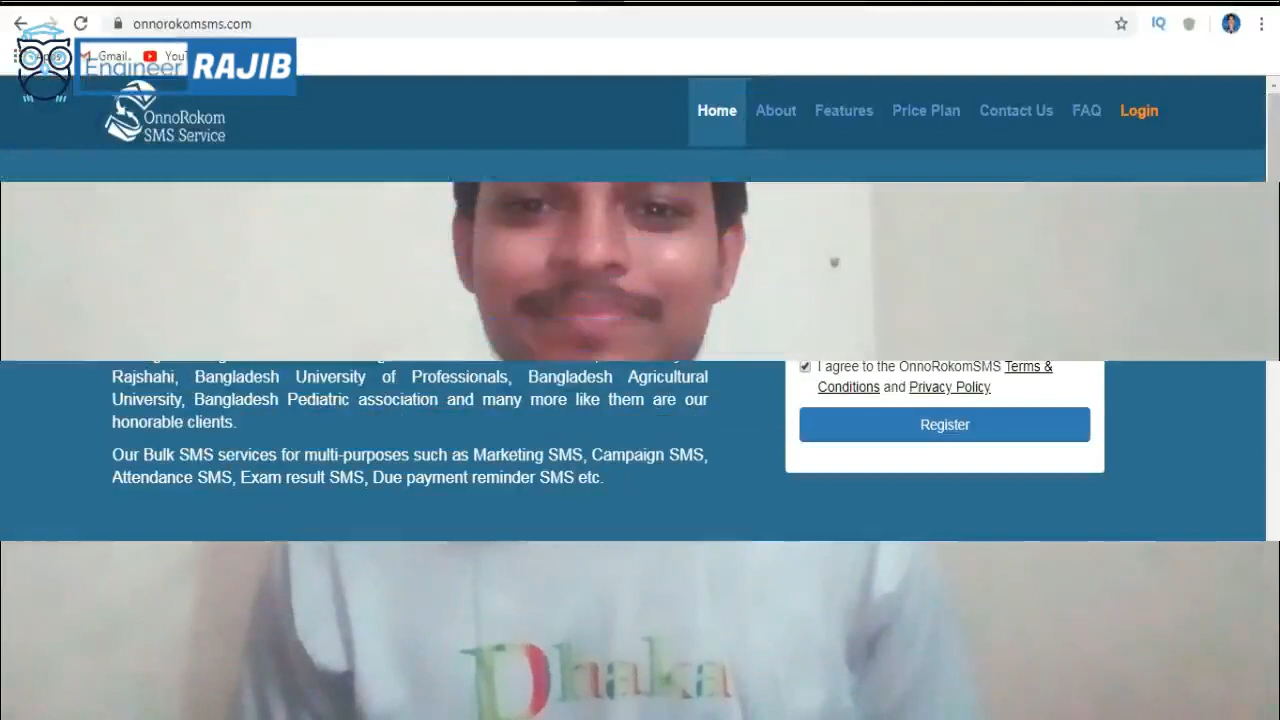 onnorokomsms.com
IQ
Apps Gmail YouT
Engineer RAJIB
OnnoRokom
SMS Service
Home About Features Price Plan Contact Us FAQ Login
Rajshahi, Bangladesh University of Professionals, Bangladesh Agricultural
University, Bangladesh Pediatric association and many more like them are our
honorable clients.
Our Bulk SMS services for multi-purposes such as Marketing SMS, Campaign SMS,
Attendance SMS, Exam result SMS, Due payment reminder SMS etc.
I agree to the OnnoRokomSMS Terms &
Conditions and Privacy Policy
Register
Dhaka